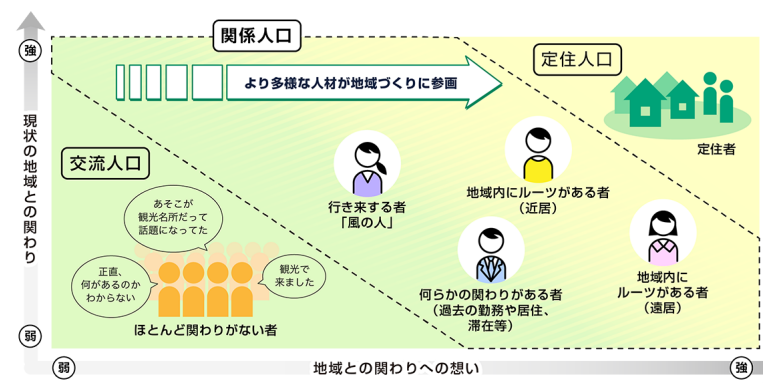 関係人口
定住人口
強
より多様な人材が地域づくりに参画
定住者
現状の地域との関わり
交流人口
行き来する者
「風の人」
地域内にルーツがある者
（近居）
あそこが
観光名所だって
話題になってた
正直、
何があるのか
わからない
観光で
来ました
ほとんど関わりがない者
何らかの関わりがある者
（過去の勤務や居住、
滞在等）
地域内に
ルーツがある者
（遠居）
弱
弱
地域との関わりへの想い
強